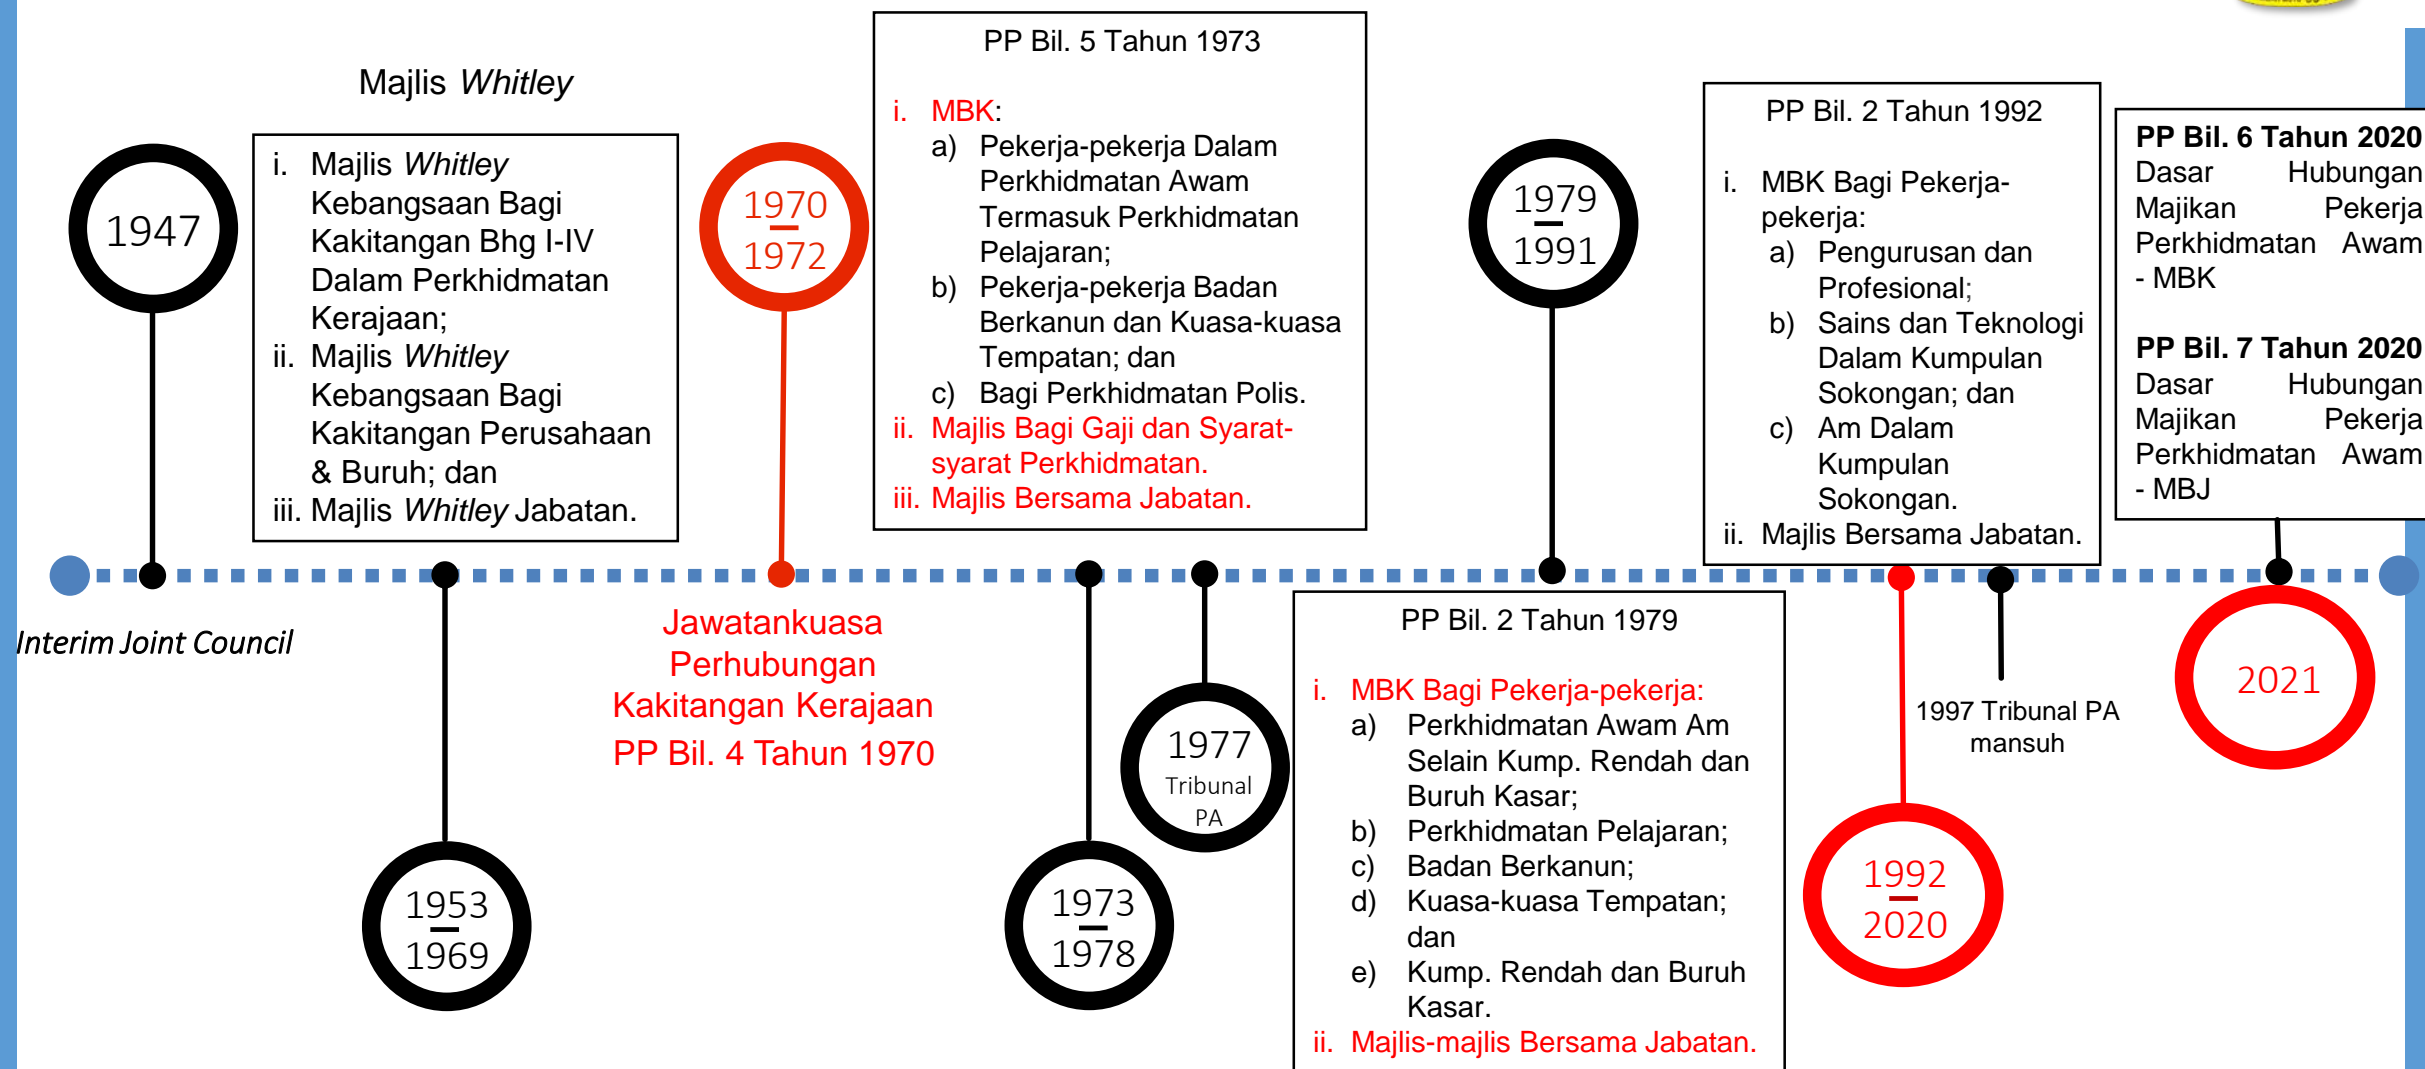 1947
Interim Joint Council
Majlis Whitley
i. Majlis Whitley
Kebangsaan Bagi
Kakitangan Bhg I-IV
Dalam Perkhidmatan
Kerajaan;
ii. Majlis Whitley
Kebangsaan Bagi
Kakitangan Perusahaan
& Buruh; dan
iii. Majlis Whitley Jabatan.
1953
1969
1970
1972
Jawatankuasa
Perhubungan
Kakitangan Kerajaan
PP Bil. 4 Tahun 1970
PP Bil. 5 Tahun 1973
i. MBK:
a) Pekerja-pekerja Dalam
Perkhidmatan Awam
Termasuk Perkhidmatan
Pelajaran;
b) Pekerja-pekerja Badan
Berkanun dan Kuasa-kuasa
Tempatan; dan
c) Bagi Perkhidmatan Polis.
ii. Majlis Bagi Gaji dan Syarat-
syarat Perkhidmatan.
iii. Majlis Bersama Jabatan.
1973
1978
1977
Tribunal
PA
1979
1991
PP Bil. 2 Tahun 1979
i. MBK Bagi Pekerja-pekerja:
a) Perkhidmatan Awam Am
Selain Kump. Rendah dan
Buruh Kasar;
b) Perkhidmatan Pelajaran;
c) Badan Berkanun;
d) Kuasa-kuasa Tempatan;
dan
e) Kump. Rendah dan Buruh
Kasar.
ii. Majlis-majlis Bersama Jabatan.
PP Bil. 2 Tahun 1992
i. MBK Bagi Pekerja-
pekerja:
a) Pengurusan dan
Profesional;
b) Sains dan Teknologi
Dalam Kumpulan
Sokongan; dan
c) Am Dalam
Kumpulan
Sokongan.
ii. Majlis Bersama Jabatan.
1992
2020
1997 Tribunal PA
mansuh
PP Bil. 6 Tahun 2020
Dasar Hubungan
Majikan Pekerja
Perkhidmatan Awam
- MBK
PP Bil. 7 Tahun 2020
Dasar Hubungan
Majikan Pekerja
Perkhidmatan Awam
- MBJ
2021